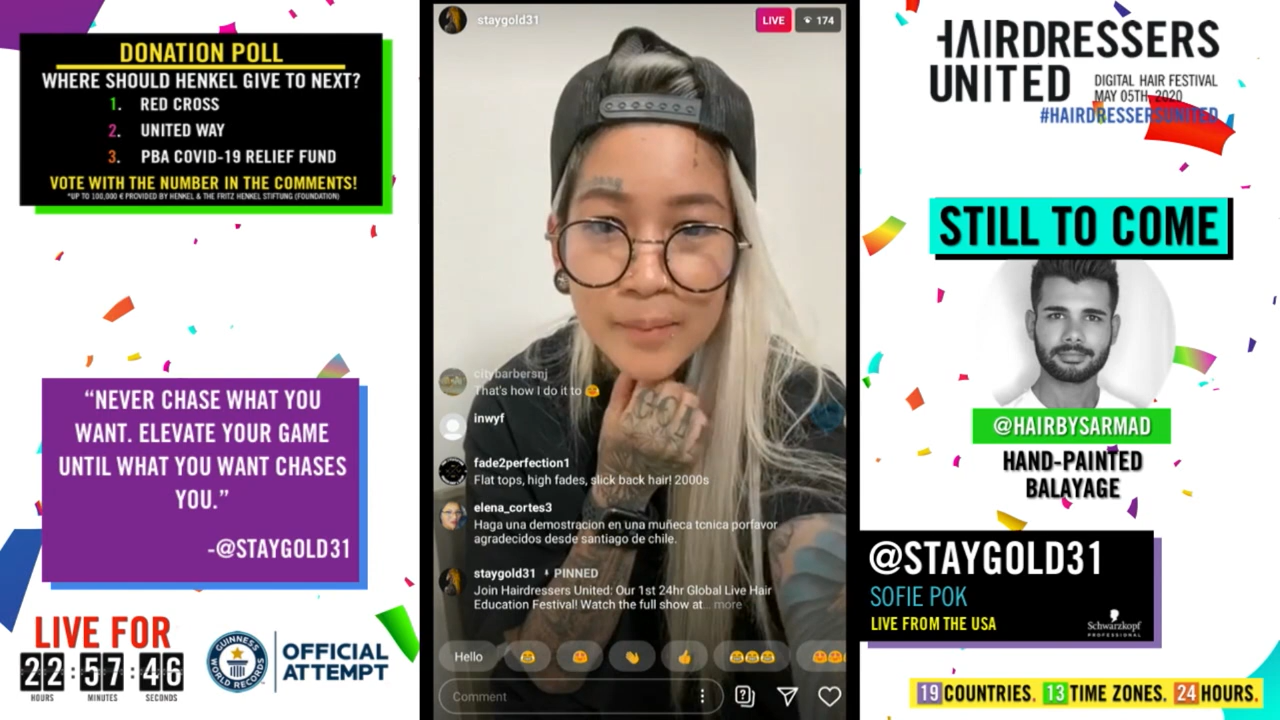 DONATION POLL
WHERE SHOULD HENKEL GIVE TO NEXT?
1. RED CROSS
2. UNITED WAY
3. PBA COVID-19 RELIEF FUND
VOTE WITH THE NUMBER IN THE COMMENTS!
*UP TO 100,000 € PROVIDED BY HENKEL & THE FRITZ HENKEL STIFTUNG (FOUNDATION)
“NEVER CHASE WHAT YOU
WANT. ELEVATE YOUR GAME
UNTIL WHAT YOU WANT CHASES
YOU.”
-@STAYGOLD31
LIVE FOR
22:57:46
HOURS MINUTES SECONDS
GUINNESS WORLD RECORDS
OFFICIAL
ATTEMPT
staygold31
LIVE 174
GOL
citybarbersnj
That's how I do it to
inwyf
fade2perfection1
Flat tops, high fades, slick back hair! 2000s
elena_cortes3
Haga una demostracion en una muñeca tcnica porfavor
agradecidos desde santiago de chile.
staygold31 PINNED
Join Hairdressers United: Our 1st 24hr Global Live Hair
Education Festival! Watch the full show at... more
Hello
Comment
HAIRDRESSERS
UNITED
DIGITAL HAIR FESTIVAL
MAY 05TH, 2020
#HAIRDRESSERSUNITED
STILL TO COME
@HAIRBYSARMAD
HAND-PAINTED
BALAYAGE
@STAYGOLD31
SOFIE POK
LIVE FROM THE USA
Schwarzkopf
PROFESSIONAL
19 COUNTRIES. 13 TIME ZONES. 24 HOURS.